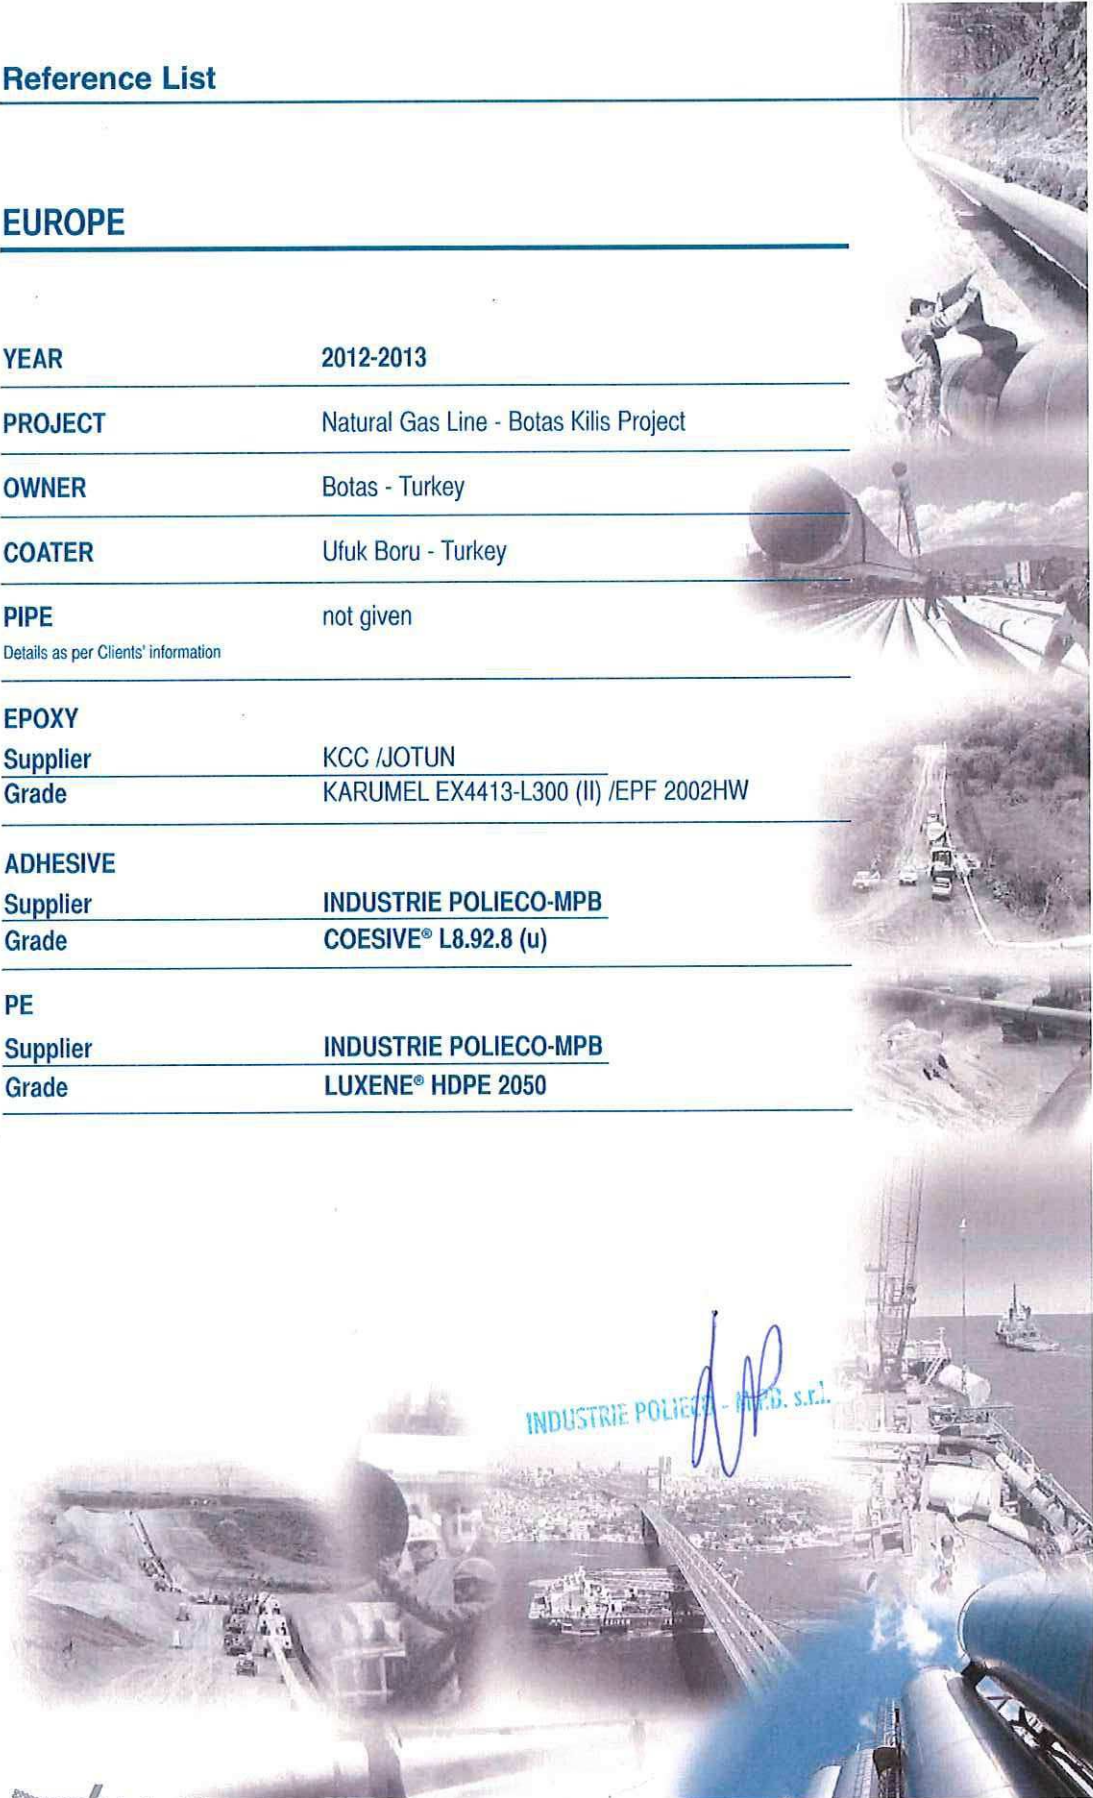 Reference List
EUROPE
YEAR 2012-2013
PROJECT Natural Gas Line - Botas Kilis Project
OWNER Botas - Turkey
COATER Ufuk Boru - Turkey
PIPE not given
Details as per Clients' information
EPOXY
Supplier KCC /JOTUN
Grade KARUMEL EX4413-L300 (II) /EPF 2002HW
ADHESIVE
Supplier INDUSTRIE POLIECO-MPB
Grade COESIVE® L8.92.8 (u)
PE
Supplier INDUSTRIE POLIECO-MPB
Grade LUXENE® HDPE 2050
INDUSTRIE POLIECO - M.P.B. s.r.l.